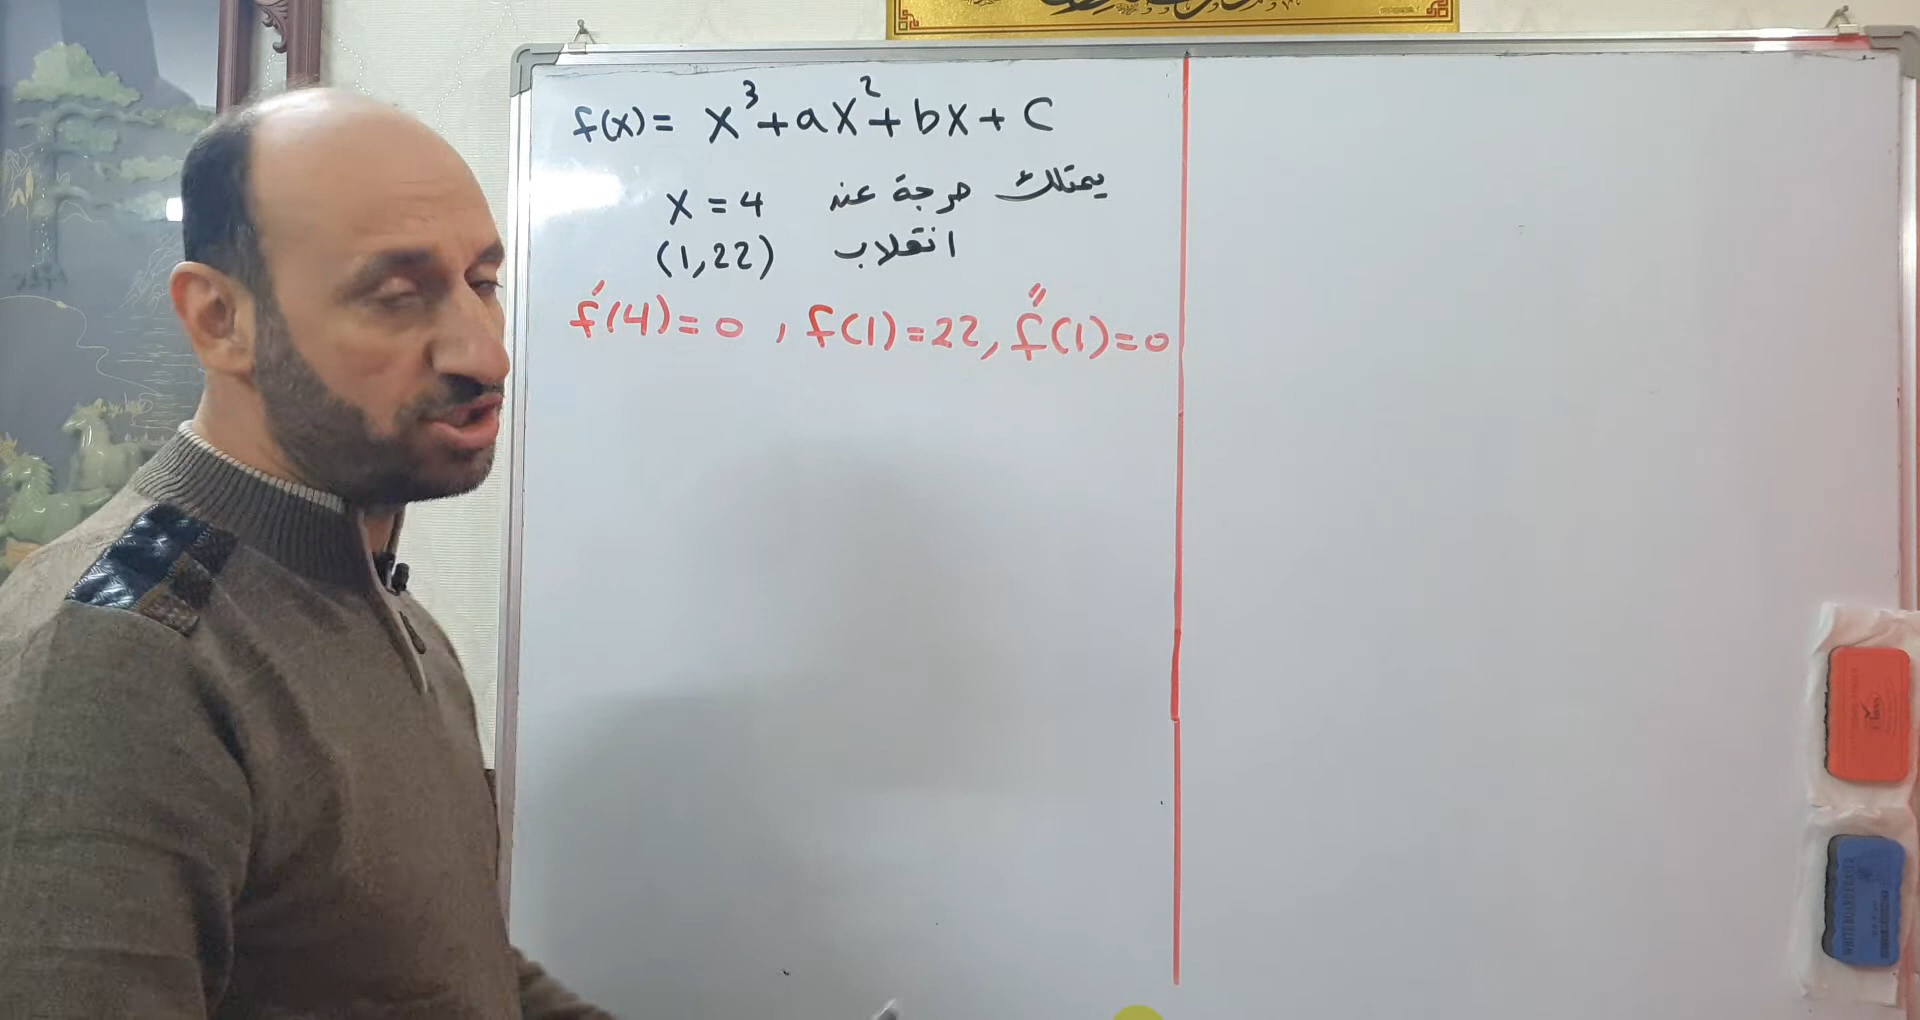 f(x) = x³ + ax² + bx + c
يمتلك حرجة عند x = 4
انقلاب (1,22)
f′(4) = 0 , f(1) = 22, f″(1) = 0